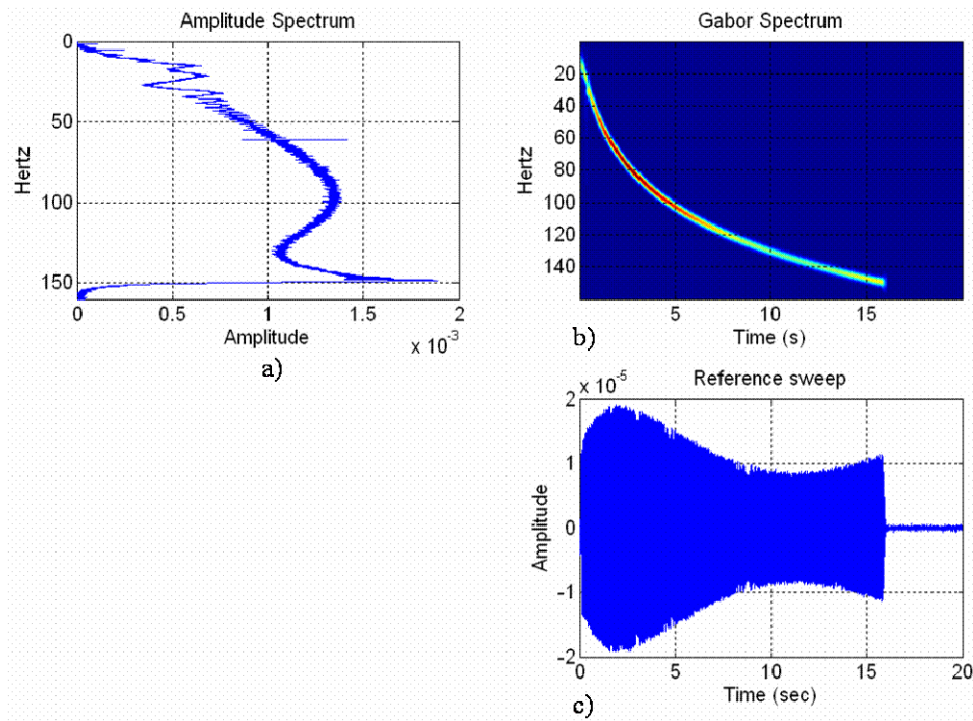 Amplitude Spectrum
0
50
100
150
Hertz
0
0.5
1
1.5
2
x 10^-3
Amplitude
a)
Gabor Spectrum
20
40
60
80
100
120
140
Hertz
5
10
15
b)
Time (s)
Reference sweep
x 10^-5
2
1
0
-1
-2
Amplitude
0
5
10
15
20
Time (sec)
c)